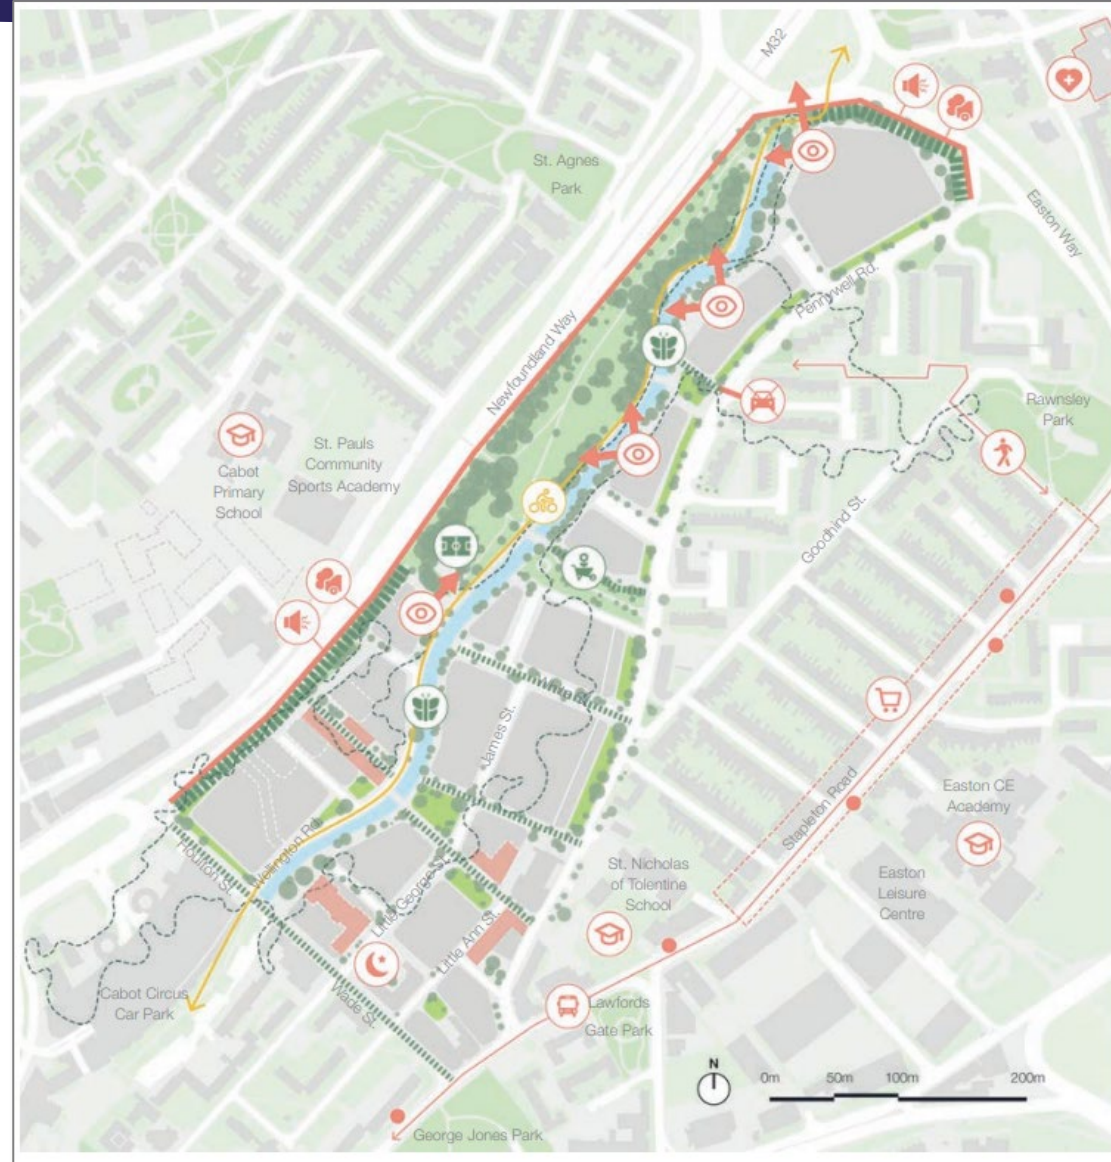 M32
St. Agnes
Park
Easton Way
Pennywell Rd.
Newfoundland Way
Rawnsley
Park
Cabot
Primary
School
St. Pauls
Community
Sports Academy
Goodhind St.
James St.
Stapleton Road
Easton CE
Academy
Houlton St.
Wellington Rd.
Little George St.
St. Nicholas
of Tolentine
School
Easton
Leisure
Centre
Little Ann St.
Cabot Circus
Car Park
Wade St.
Lawfords
Gate Park
N
0m 50m 100m 200m
George Jones Park